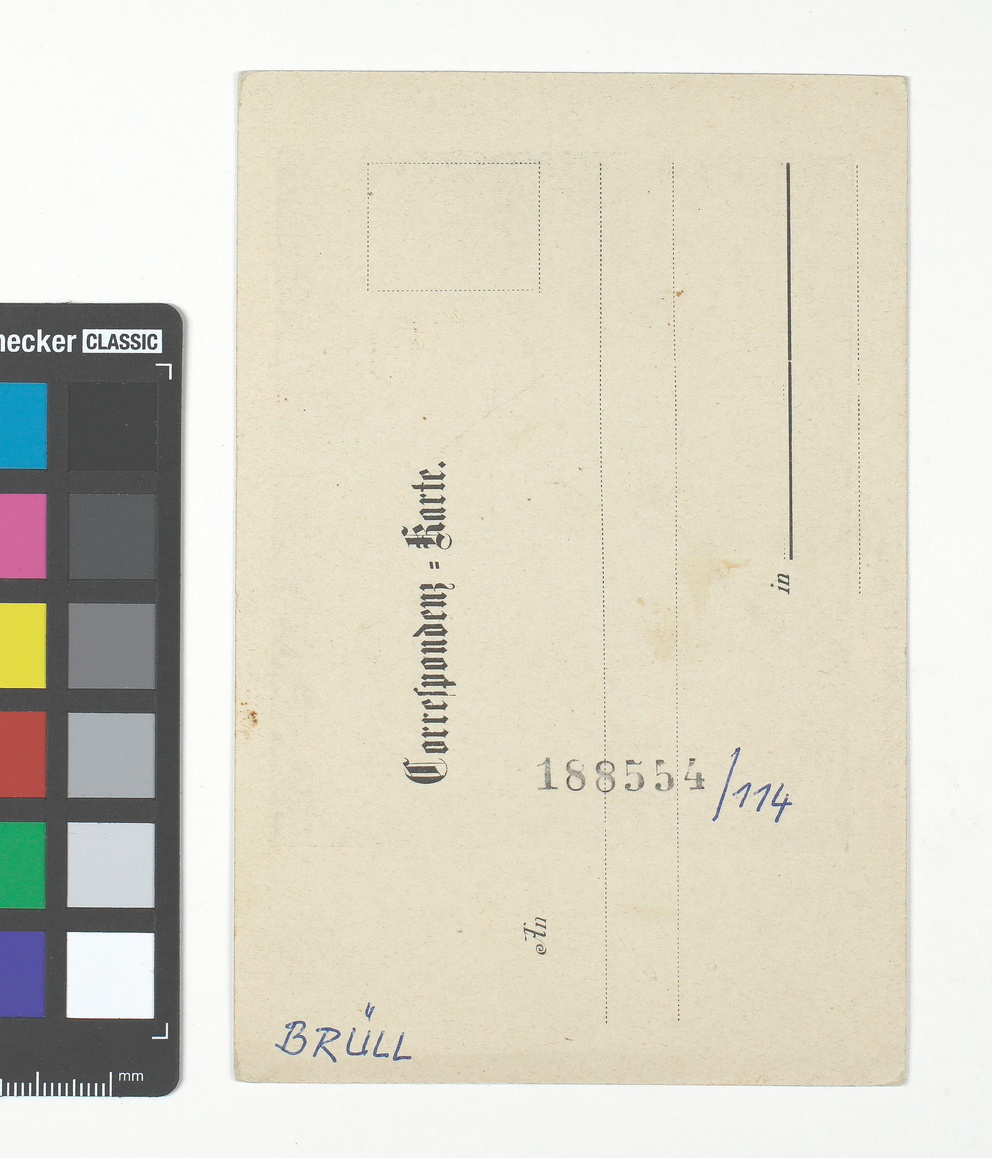 necker CLASSIC
mm
Correspondenz=Karte.
An
in
188554/114
BRÜLL